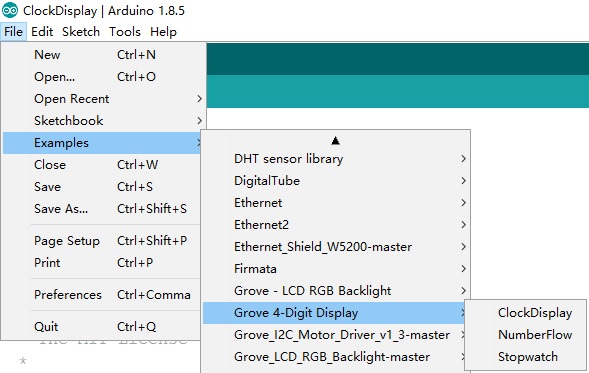 ClockDisplay | Arduino 1.8.5
File Edit Sketch Tools Help
New Ctrl+N
Open... Ctrl+O
Open Recent
Sketchbook
Examples
Close Ctrl+W
Save Ctrl+S
Save As... Ctrl+Shift+S
Page Setup Ctrl+Shift+P
Print Ctrl+P
Preferences Ctrl+Comma
Quit Ctrl+Q
DHT sensor library
DigitalTube
Ethernet
Ethernet2
Ethernet_Shield_W5200-master
Firmata
Grove - LCD RGB Backlight
Grove 4-Digit Display
Grove_I2C_Motor_Driver_v1_3-master
Grove_LCD_RGB_Backlight-master
ClockDisplay
NumberFlow
Stopwatch
*